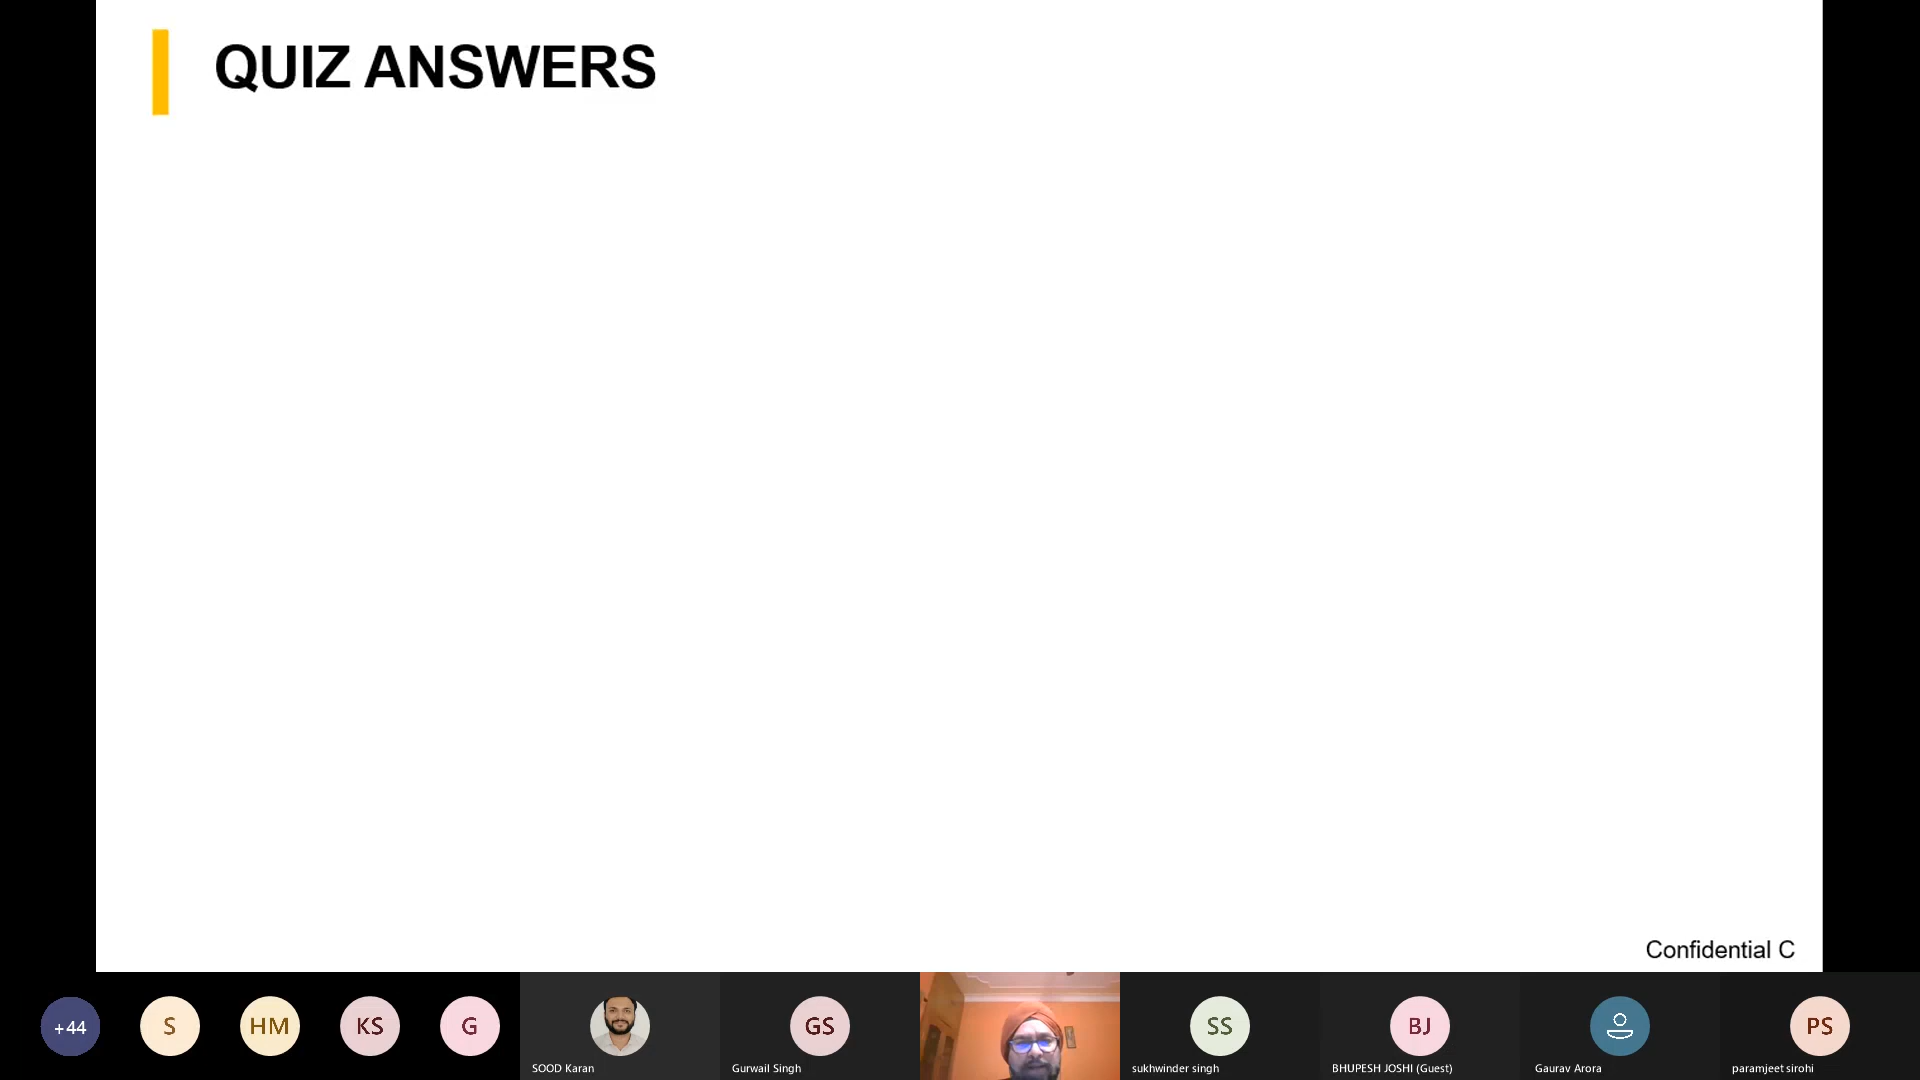 QUIZ ANSWERS
Confidential C
+44
S
HM
KS
G
GS
SS
BJ
PS
SOOD Karan
Gurwail Singh
sukhwinder singh
BHUPESH JOSHI (Guest)
Gaurav Arora
paramjeet sirohi